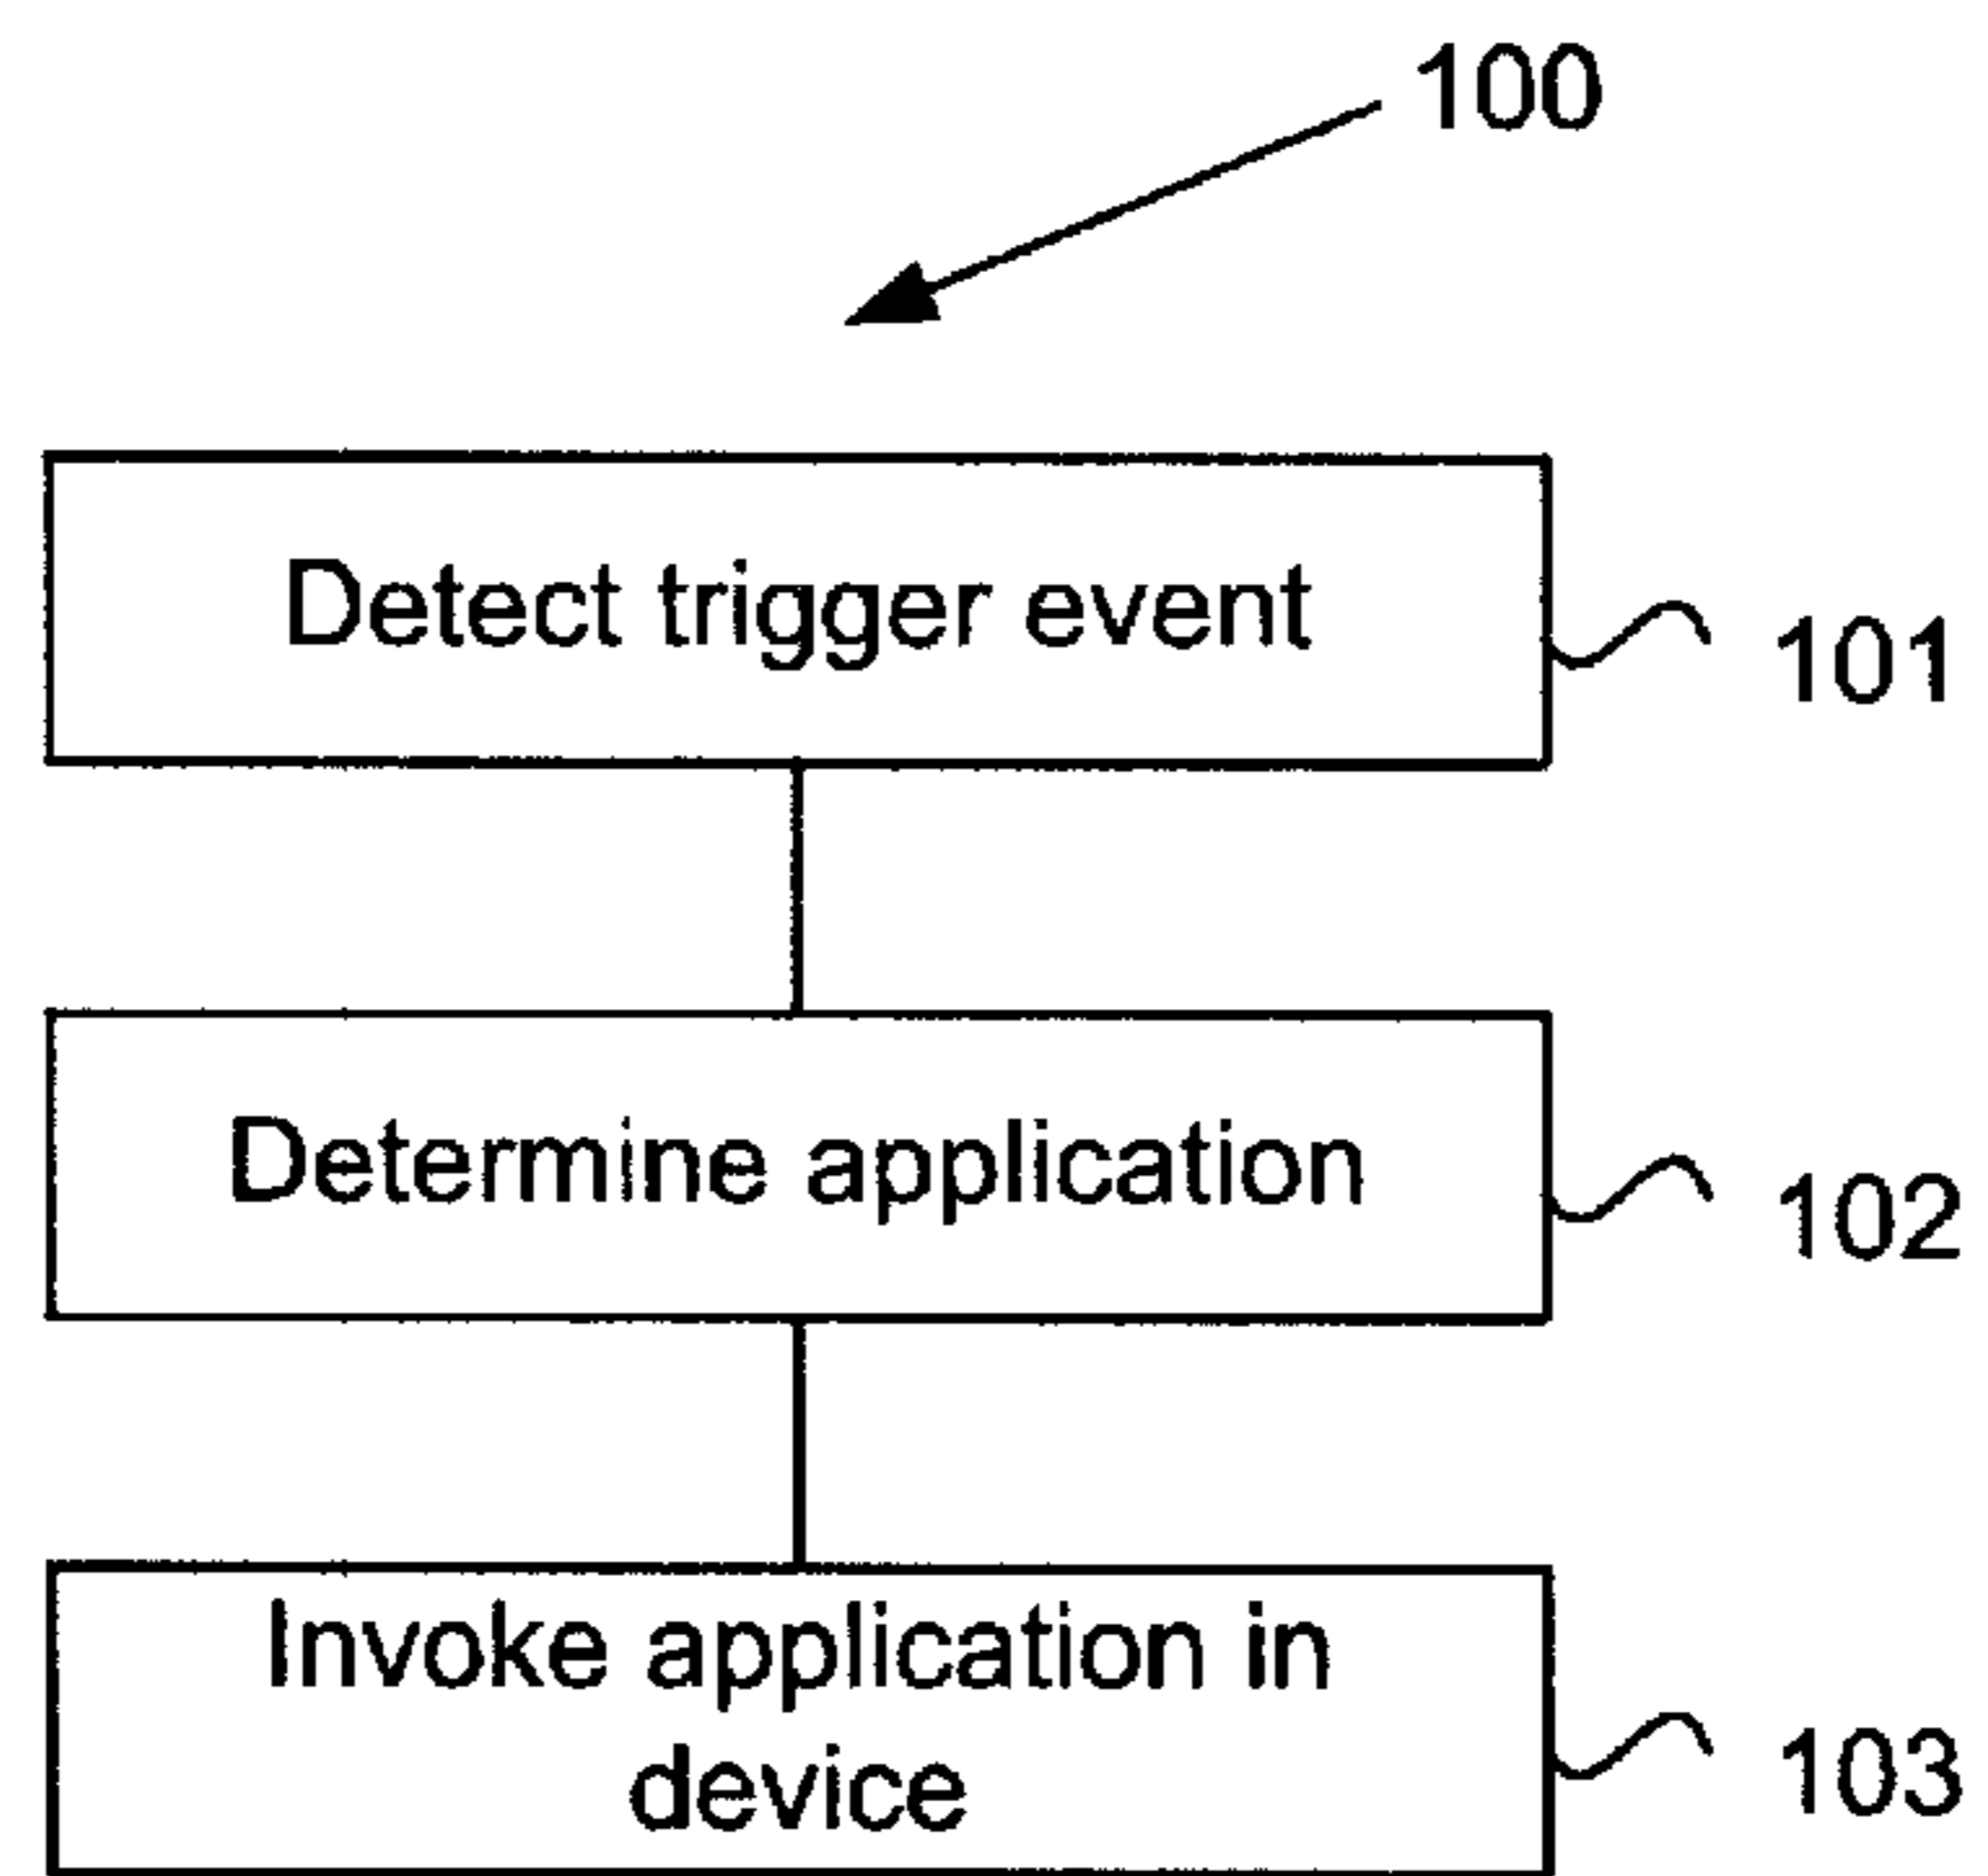 100
Detect trigger event
101
Determine application
102
Invoke application in
device
103